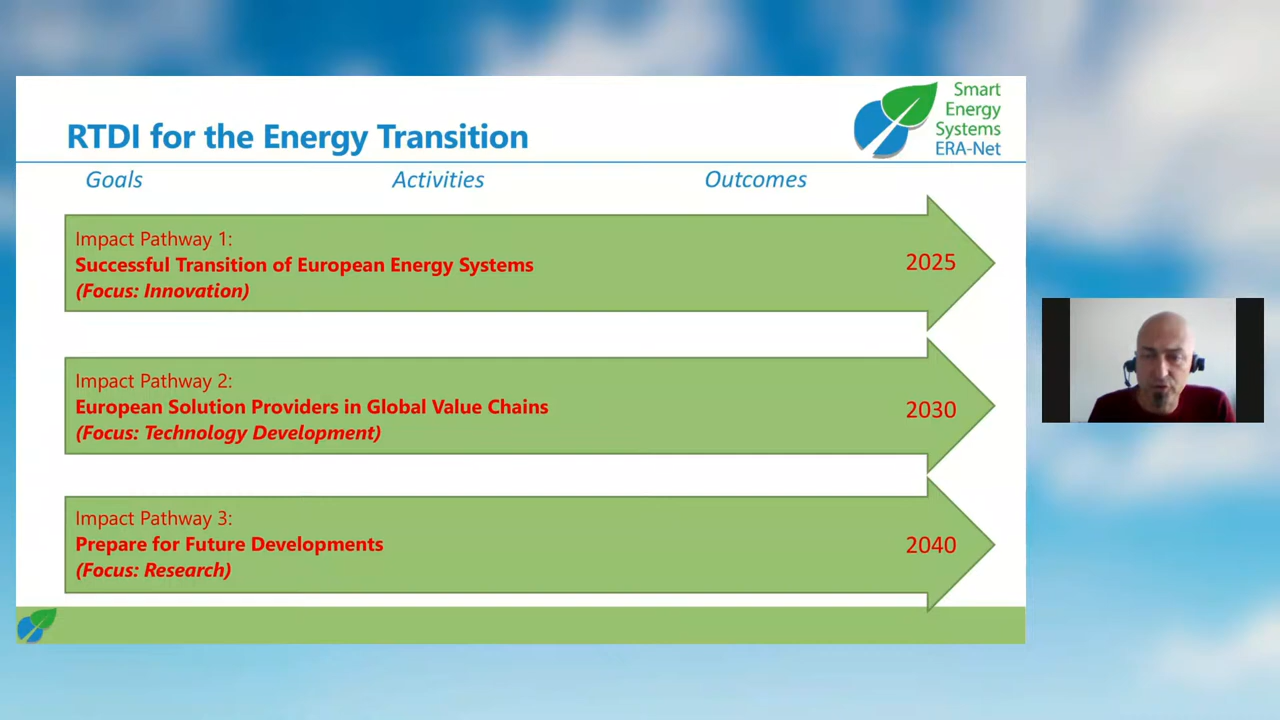 RTDI for the Energy Transition
Smart
Energy
Systems
ERA-Net
Goals Activities Outcomes
Impact Pathway 1:
Successful Transition of European Energy Systems
(Focus: Innovation)
2025
Impact Pathway 2:
European Solution Providers in Global Value Chains
(Focus: Technology Development)
2030
Impact Pathway 3:
Prepare for Future Developments
(Focus: Research)
2040